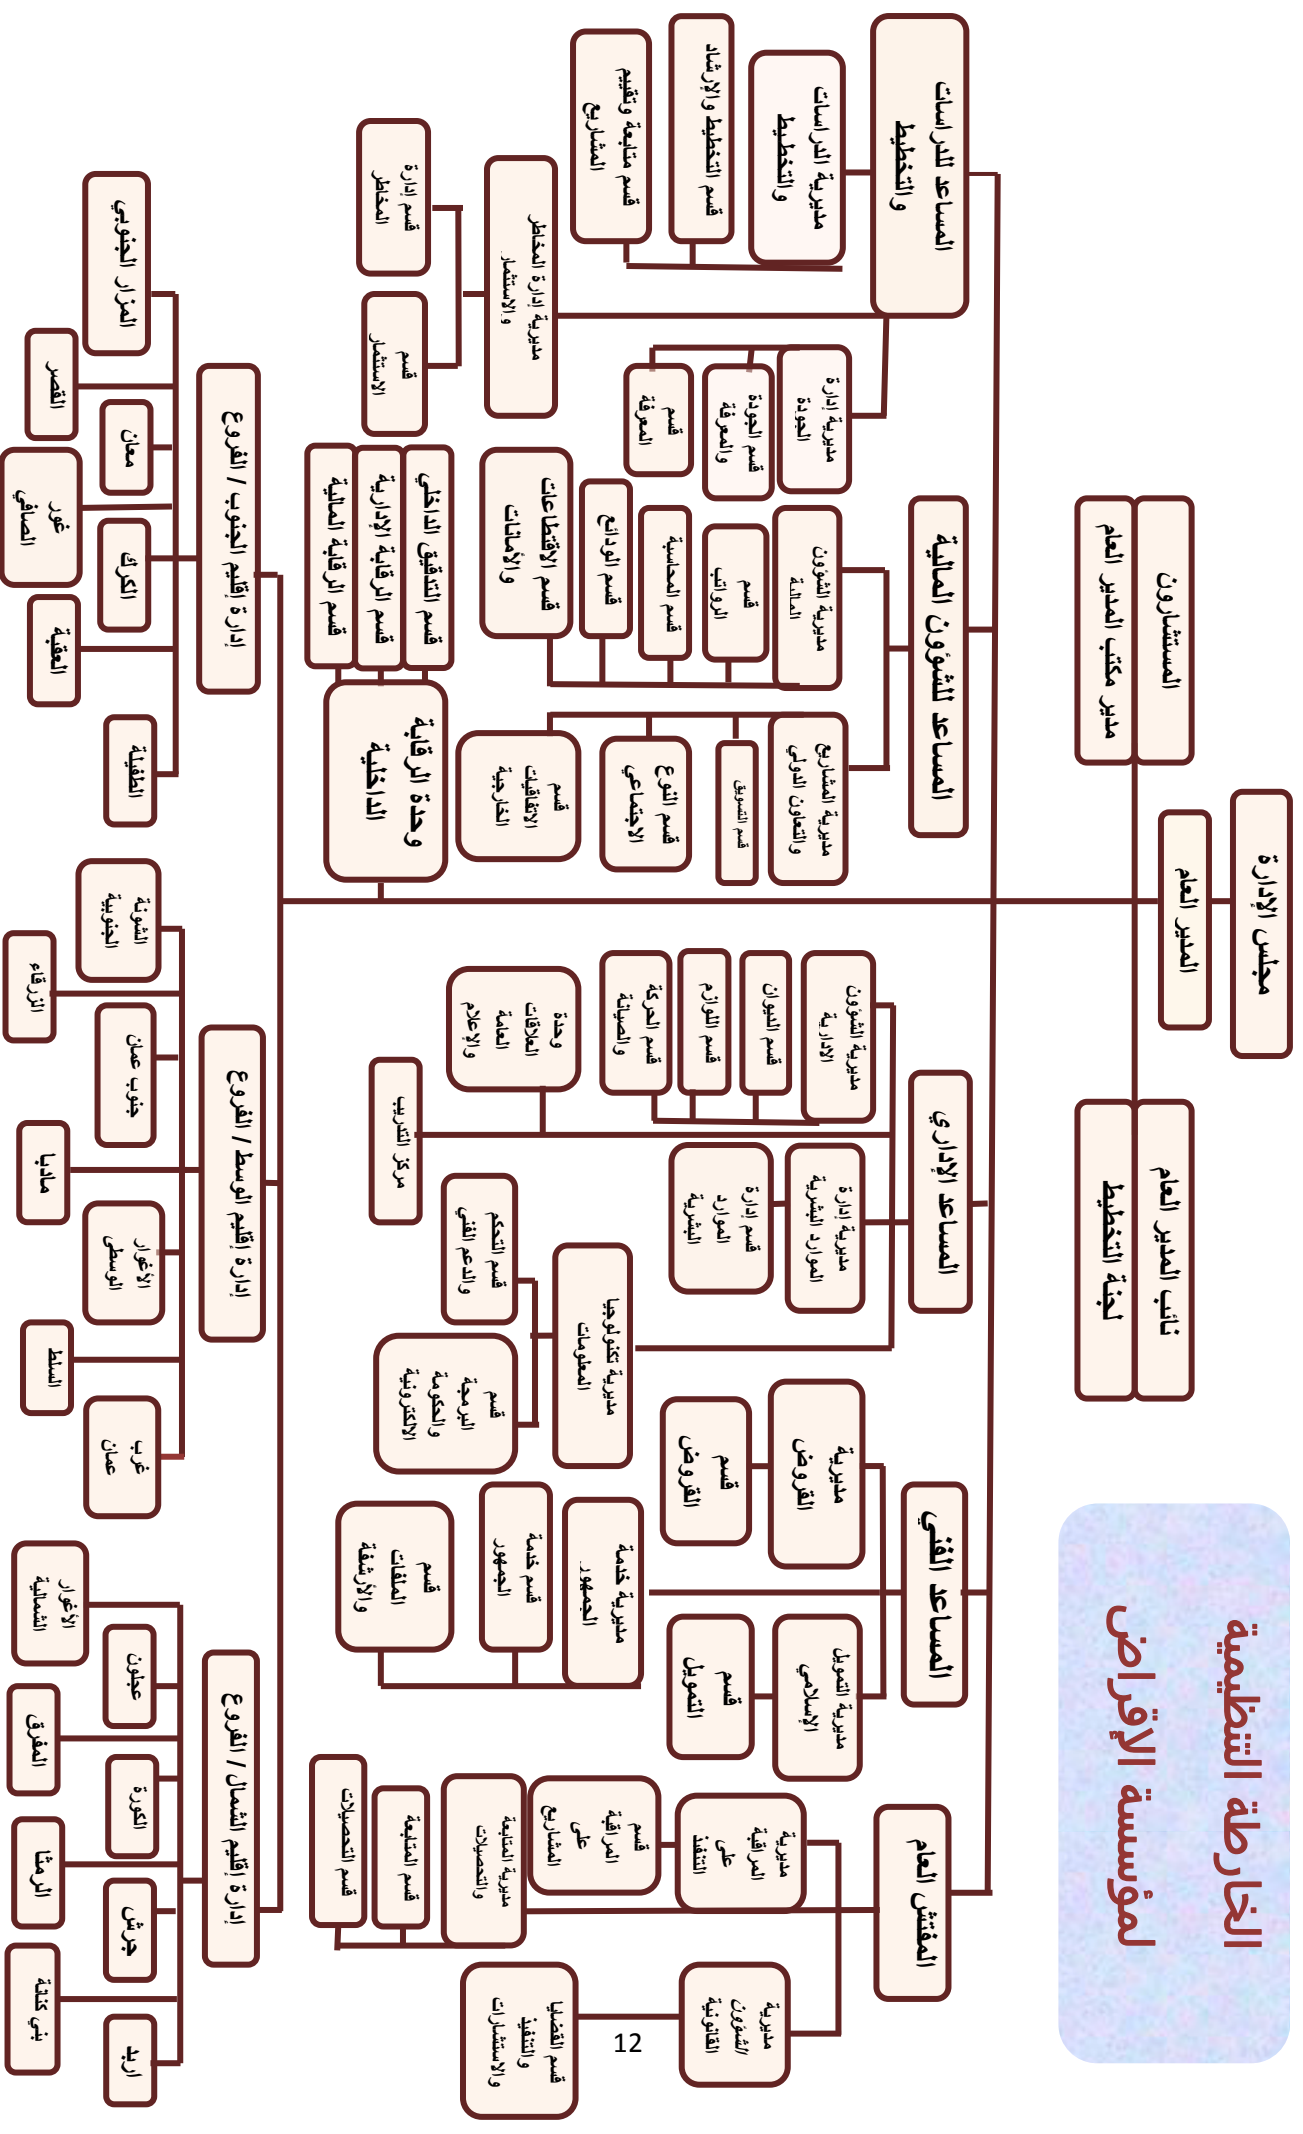 الخارطة التنظيمية
لمؤسسة الإقراض
مجلس الإدارة
المدير العام
المستشارون
مدير مكتب المدير العام
نائب المدير العام
لجنة التخطيط
المفتش العام
مديرية
المراقبة
على
التنفيذ
قسم
المراقبة
على
المشاريع
مديرية المتابعة
والتحصيلات
قسم المتابعة
قسم التحصيلات
مديرية
الشؤون
القانونية
قسم القضايا
والتنفيذ
والاستشارات
المساعد الفني
مديرية
القروض
قسم
القروض
مديرية خدمة
الجمهور
قسم خدمة
الجمهور
قسم
الملفات
والأرشفة
مديرية التمويل
الإسلامي
قسم
التمويل
المساعد الإداري
مديرية الشؤون
الادارية
قسم الديوان
قسم اللوازم
قسم الحركة
والصيانة
وحدة
العلاقات
العامة
والإعلام
مركز التدريب
مديرية إدارة
الموارد البشرية
قسم إدارة
الموارد
البشرية
مديرية تكنولوجيا
المعلومات
قسم التحكم
والدعم الفني
قسم
البرمجة
والحكومة
الالكترونية
المساعد للشؤون المالية
مديرية الشؤون
المالية
قسم
الرواتب
قسم المحاسبة
قسم الودائع
قسم الأقتطاعات
والأمانات
مديرية المشاريع
والتعاون الدولي
قسم التسويق
قسم النوع
الاجتماعي
قسم
الاتفاقيات
الخارجية
المساعد للدراسات
والتخطيط
مديرية الدراسات
والتخطيط
قسم التخطيط والإرشاد
قسم متابعة وتقييم
المشاريع
مديرية إدارة
الجودة
قسم الجودة
والمعرفة
قسم
المعرفة
مديرية إدارة المخاطر
والاستثمار
قسم إدارة
المخاطر
قسم
الاستثمار
وحدة الرقابة
الداخلية
قسم التدقيق الداخلي
قسم الرقابة الإدارية
قسم الرقابة المالية
إدارة إقليم الجنوب / الفروع
المزار الجنوبي
القصر
معان
غور
الصافي
الكرك
العقبة
الطفيلة
إدارة إقليم الوسط / الفروع
الشونة
الجنوبية
الزرقاء
جنوب عمان
مادبا
الأغوار
الوسطى
السلط
غرب
عمان
إدارة إقليم الشمال / الفروع
الأغوار
الشمالية
عجلون
المفرق
الكورة
الرمثا
جرش
بني كنانة
اربد
12